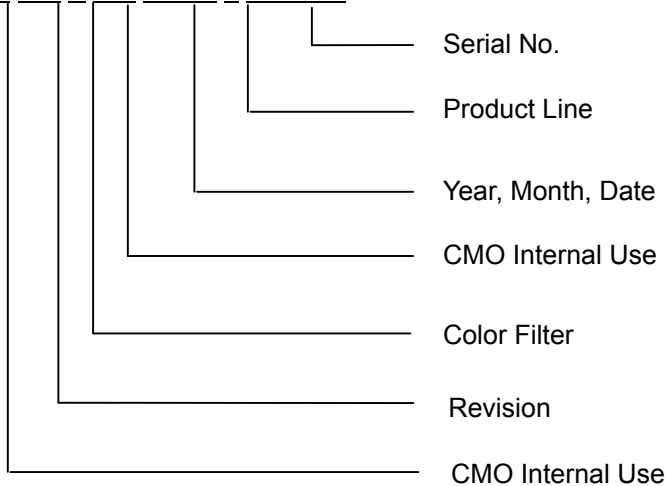 Serial No.
Product Line
Year, Month, Date
CMO Internal Use
Color Filter
Revision
CMO Internal Use